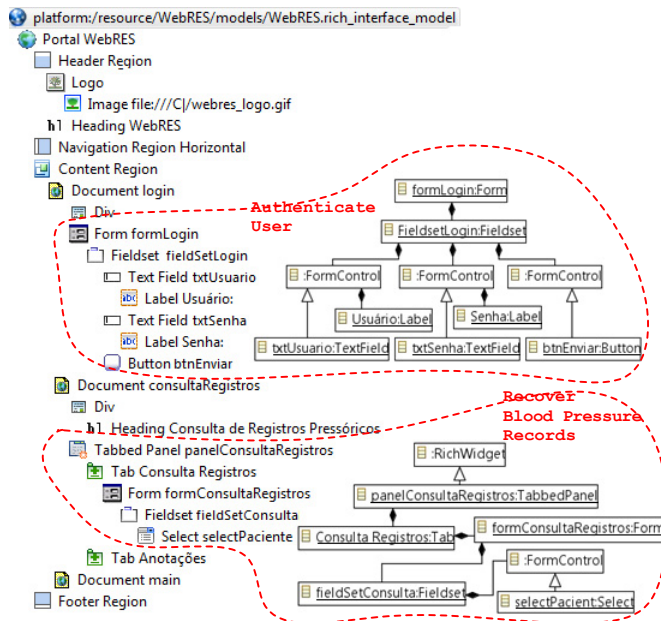 platform:/resource/WebRES/models/WebRES.rich_interface_model
Portal WebRES
Header Region
Logo
Image file:///C|/webres_logo.gif
h1 Heading WebRES
Navigation Region Horizontal
Content Region
Document login
Div
Form formLogin
Fieldset fieldSetLogin
Text Field txtUsuario
abc Label Usuário:
Text Field txtSenha
abc Label Senha:
Button btnEnviar
Document consultaRegistros
Div
h1 Heading Consulta de Registros Pressóricos
Tabbed Panel panelConsultaRegistros
Tab Consulta Registros
Form formConsultaRegistros
Fieldset fieldSetConsulta
Select selectPaciente
Tab Anotações
Document main
Footer Region
Authenticate
User
formLogin:Form
FieldsetLogin:Fieldset
:FormControl
:FormControl
:FormControl
Usuário:Label
Senha:Label
txtUsuario:TextField
txtSenha:TextField
btnEnviar:Button
Recover
Blood Pressure
Records
:RichWidget
panelConsultaRegistros:TabbedPanel
Consulta Registros:Tab
formConsultaRegistros:Form
:FormControl
fieldSetConsulta:Fieldset
selectPacient:Select